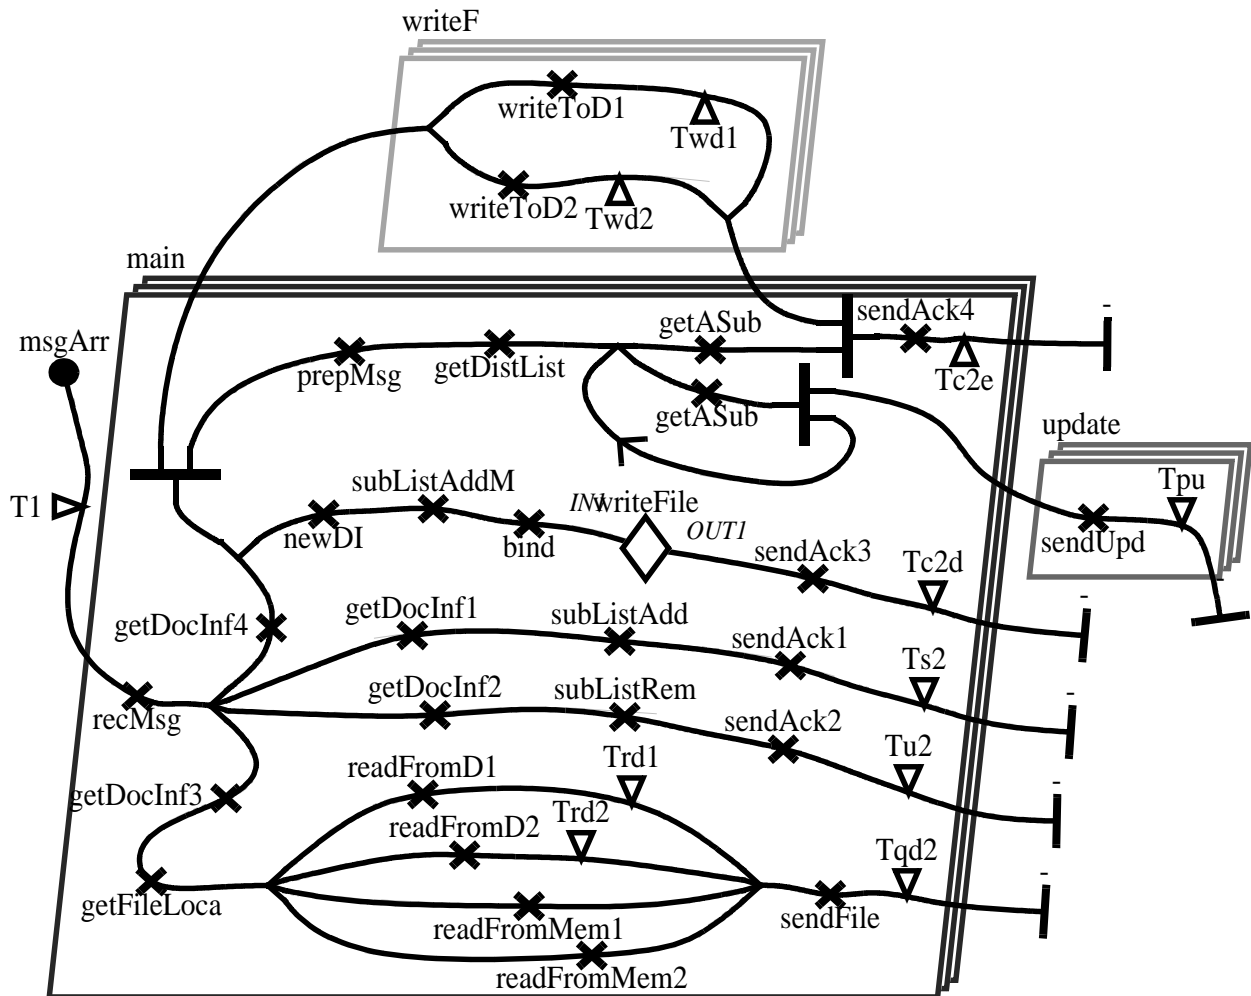 writeF
writeToD1
Twd1
writeToD2
Twd2
main
msgArr
getASub
sendAck4
prepMsg
getDistList
Tc2e
getASub
update
T1
subListAddM
IN1
writeFile
Tpu
newDI
bind
OUT1
sendAck3
sendUpd
Tc2d
getDocInf4
getDocInf1
subListAdd
sendAck1
Ts2
recMsg
getDocInf2
subListRem
sendAck2
Tu2
readFromD1
Trd1
getDocInf3
readFromD2
Trd2
Tqd2
getFileLoca
readFromMem1
sendFile
readFromMem2